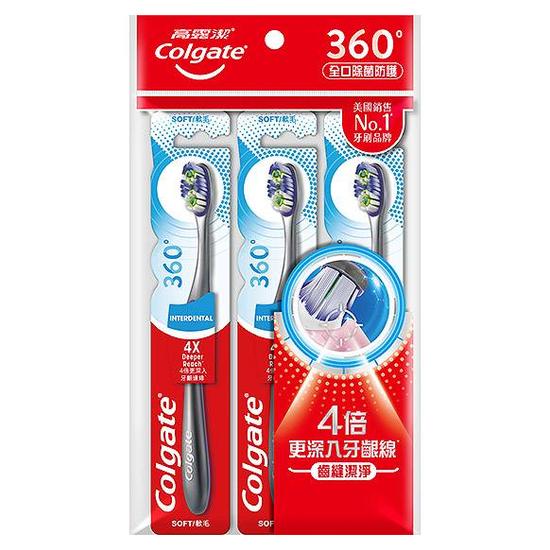 高露潔®
Colgate®
360°
全口除菌防護
美國銷售
No.1*
牙刷品牌
SOFT/軟毛
360°
INTERDENTAL
4X
Deeper
Reach*
4倍更深入
牙齦邊緣
Colgate®
Colgate
SOFT/軟毛
SOFT/軟毛
360°
INTERDENTAL
4
Colgate®
SOFT
4倍
更深入牙齦線*
齒縫潔淨